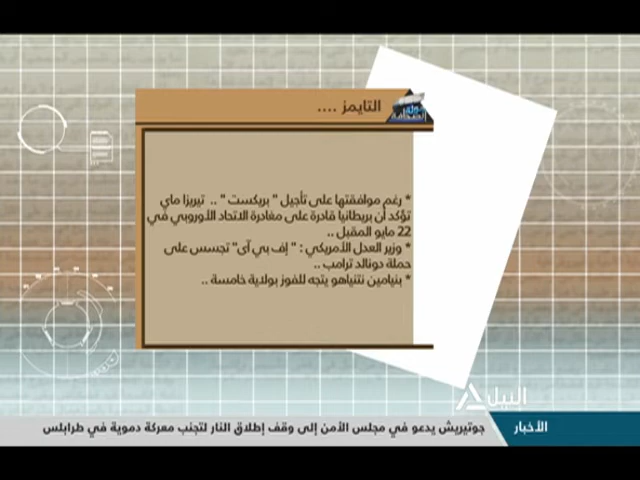 التايمز ....
* رغم موافقتها على تأجيل " بريكست " .. تيريزا ماي
تؤكد أن بريطانيا قادرة على مغادرة الاتحاد الأوروبي في
22 مايو المقبل ..
* وزير العدل الأمريكي : " إف بي آى" تجسس على
حملة دونالد ترامب ..
* بنيامين نتنياهو يتجه للفوز بولاية خامسة ..
النيل
الأخبار
جوتيريش يدعو في مجلس الأمن إلى وقف إطلاق النار لتجنب معركة دموية في طرابلس